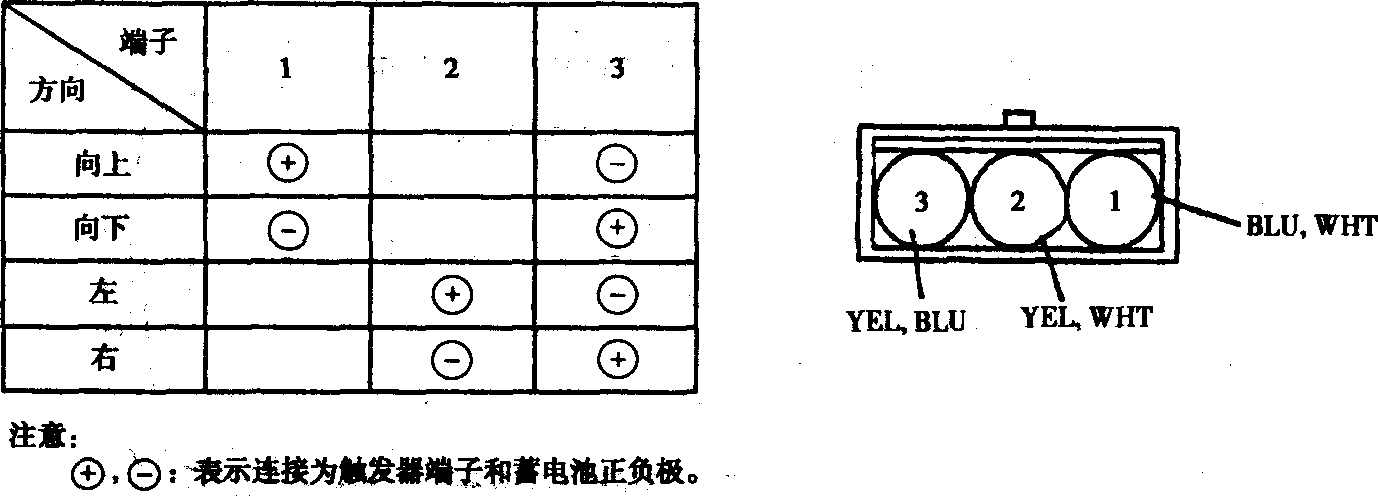 端子
方向
1 2 3
向上 + −
向下 − +
左 + −
右 − +
注意：
⊕，⊖：表示连接为触发器端子和蓄电池正负极。
3 2 1
BLU, WHT
YEL, BLU
YEL, WHT